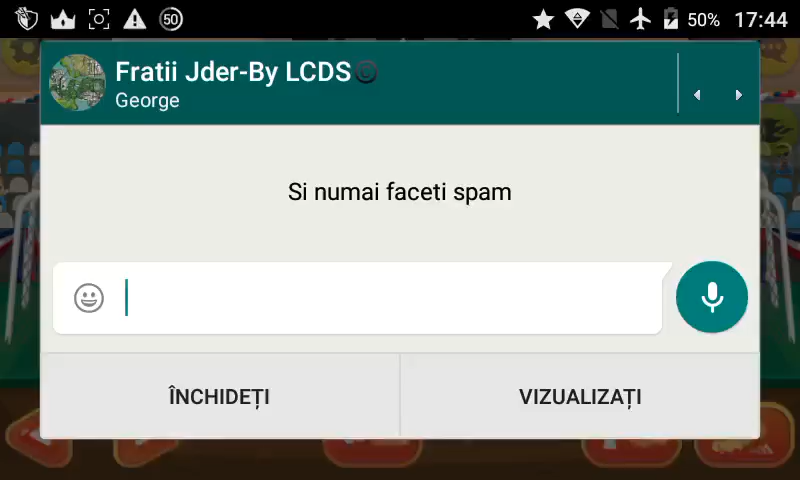 50
50%
17:44
Fratii Jder-By LCDS©
George
Si numai faceti spam
ÎNCHIDEȚI
VIZUALIZAȚI